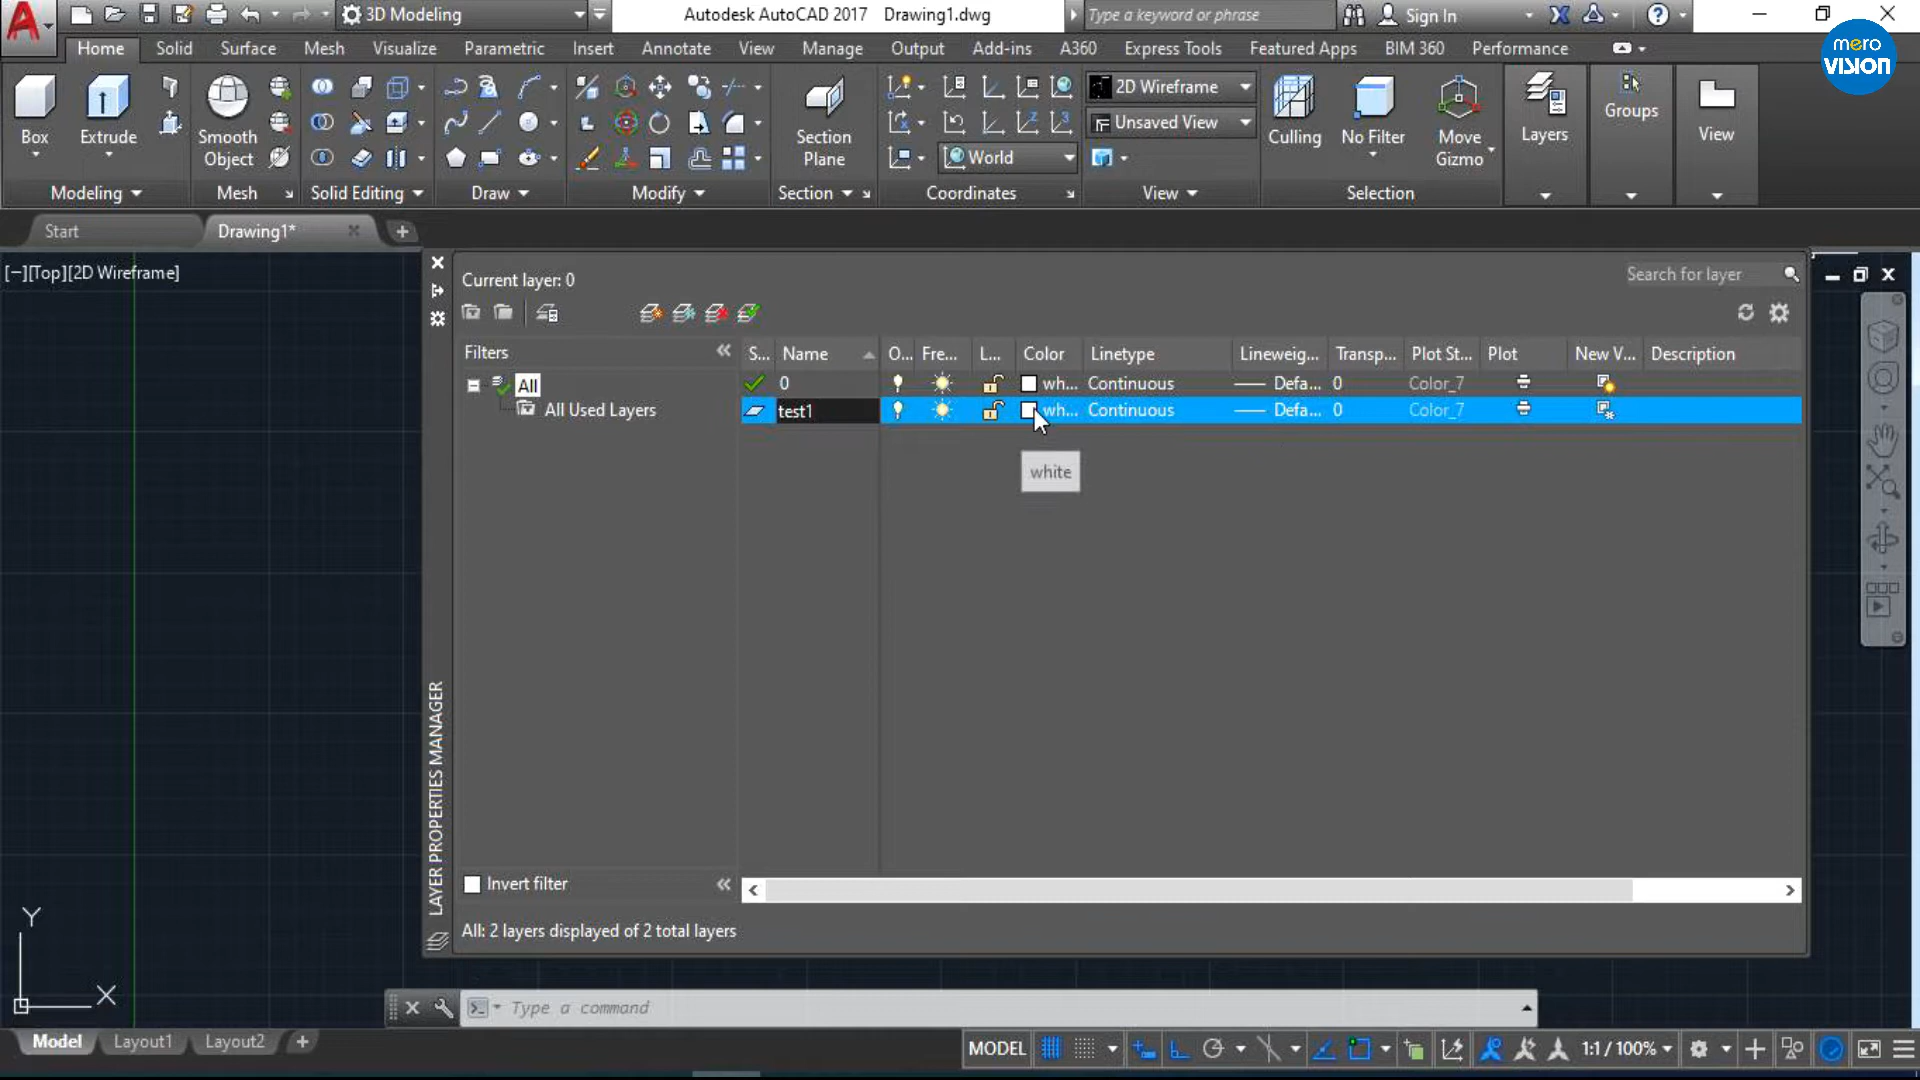 3D Modeling
Autodesk AutoCAD 2017 Drawing1.dwg
Type a keyword or phrase
Sign In
mero
VISION
Home Solid Surface Mesh Visualize Parametric Insert Annotate View Manage Output Add-ins A360 Express Tools Featured Apps BIM 360 Performance
Box
Extrude
Smooth
Object
Section
Plane
World
2D Wireframe
Unsaved View
Culling
No Filter
Move
Gizmo
Layers
Groups
View
Modeling Mesh Solid Editing Draw Modify Section Coordinates View Selection
Start Drawing1*
[−][Top][2D Wireframe]
Current layer: 0
Search for layer
Filters
S... Name O... Fre... L... Color Linetype Lineweig... Transp... Plot St... Plot New V... Description
All
All Used Layers
0 wh... Continuous Defa... 0 Color_7
test1 wh... Continuous Defa... 0 Color_7
white
LAYER PROPERTIES MANAGER
Invert filter
All: 2 layers displayed of 2 total layers
Y
X
Type a command
Model Layout1 Layout2
MODEL 1:1 / 100%